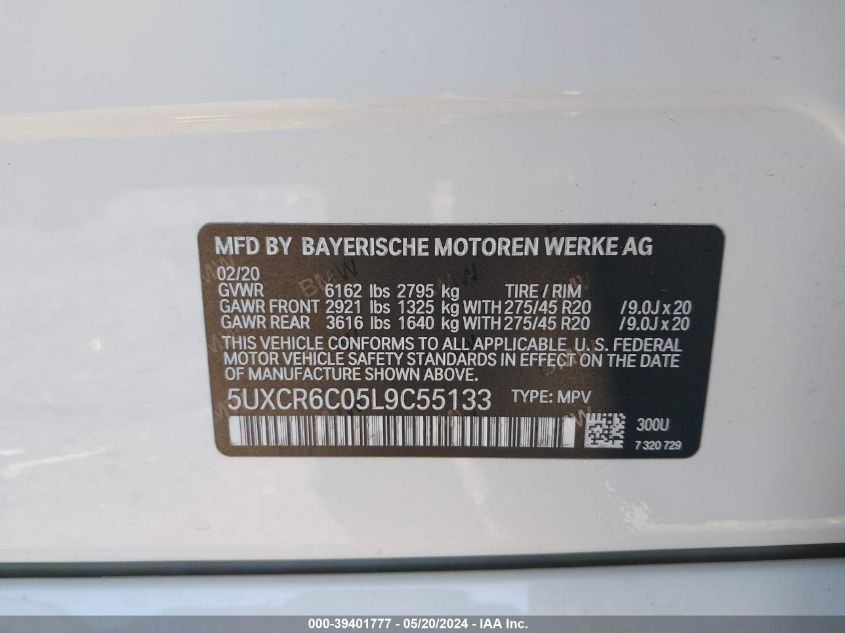 MFD BY BAYERISCHE MOTOREN WERKE AG
02/20
GVWR 6162 lbs 2795 kg TIRE / RIM
GAWR FRONT 2921 lbs 1325 kg WITH 275/45 R20 /9.0J x 20
GAWR REAR 3616 lbs 1640 kg WITH 275/45 R20 /9.0J x 20
THIS VEHICLE CONFORMS TO ALL APPLICABLE U. S. FEDERAL
MOTOR VEHICLE SAFETY STANDARDS IN EFFECT ON THE DATE
OF MANUFACTURE SHOWN ABOVE.
5UXCR6C05L9C55133 TYPE: MPV
300U
7 320 729
000-39401777 - 05/20/2024 - IAA Inc.